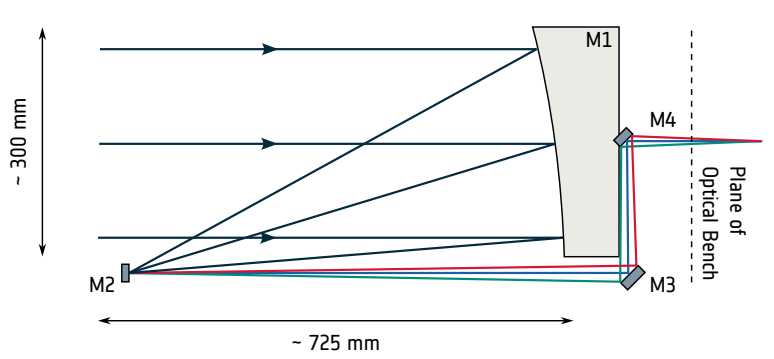 M1
M4
~ 300 mm
Plane of
Optical Bench
M2
M3
~ 725 mm